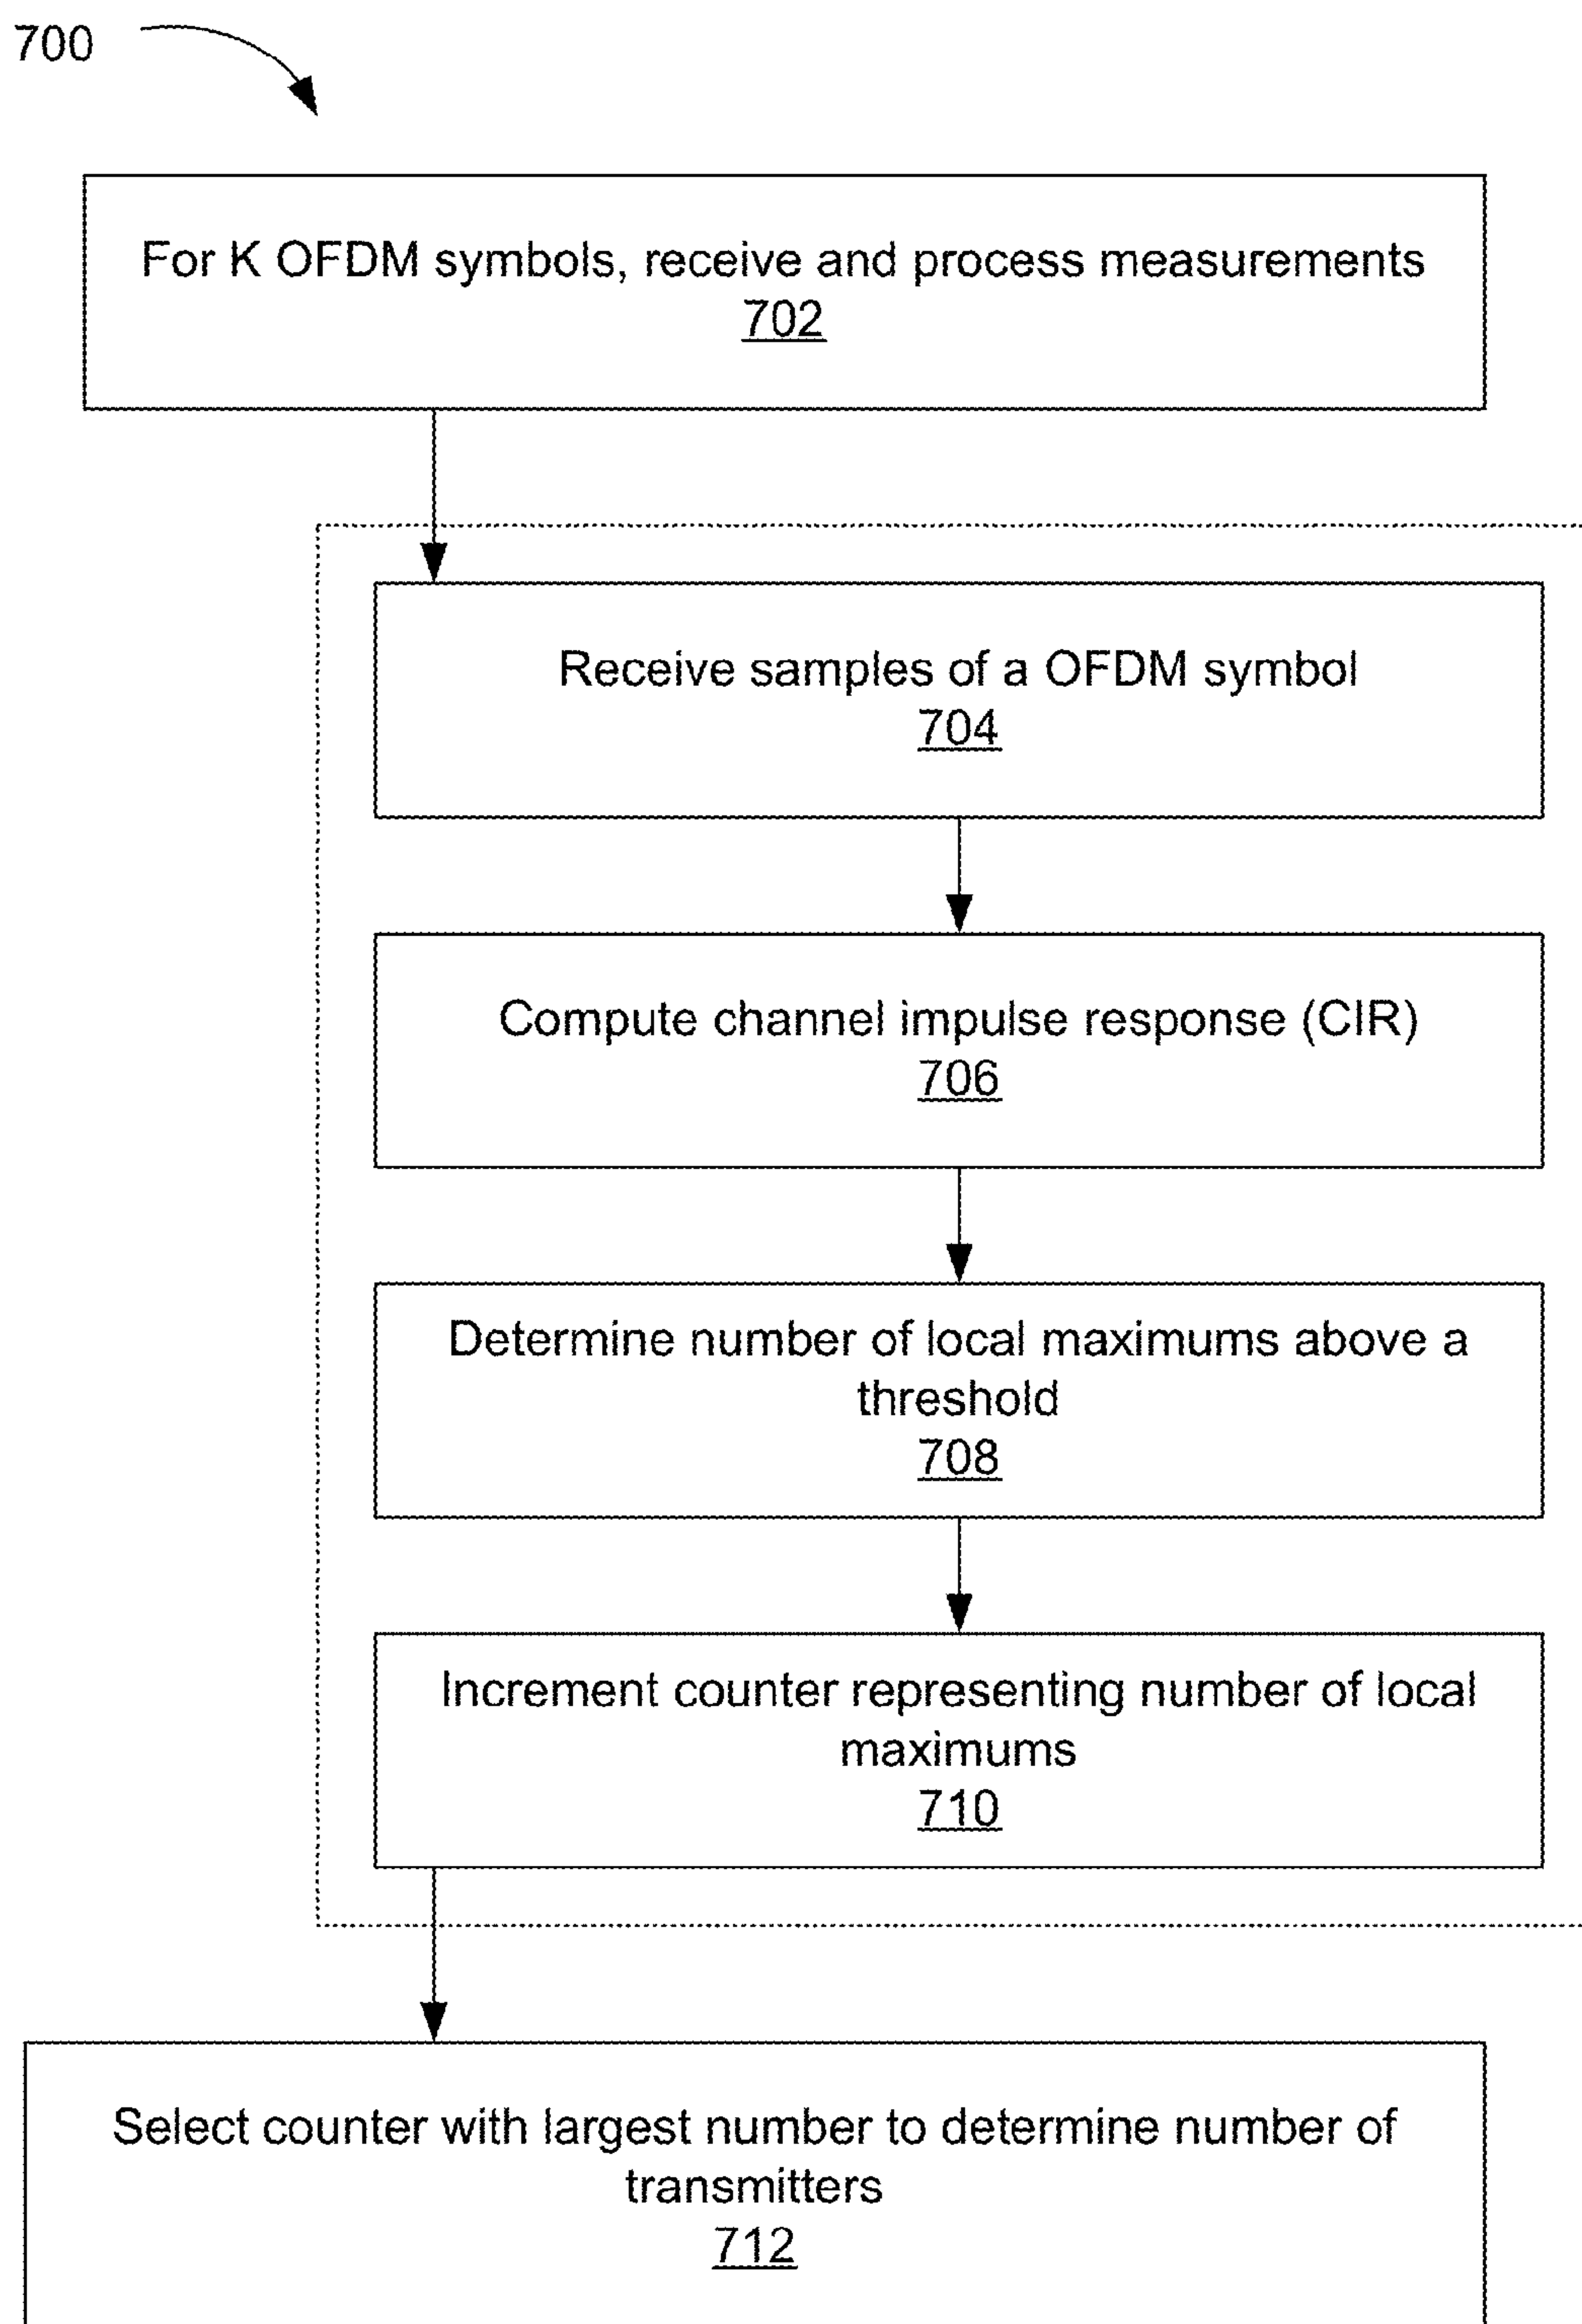 700
For K OFDM symbols, receive and process measurements
702
Receive samples of a OFDM symbol
704
Compute channel impulse response (CIR)
706
Determine number of local maximums above a
threshold
708
Increment counter representing number of local
maximums
710
Select counter with largest number to determine number of
transmitters
712